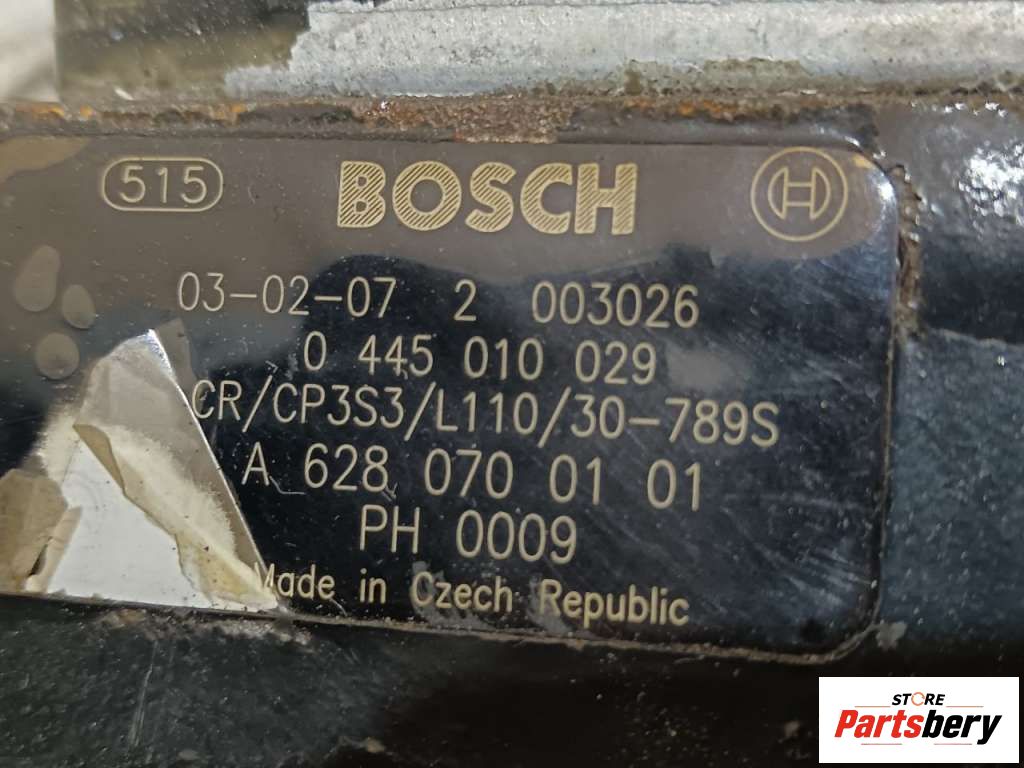 515 BOSCH
03-02-07 2 003026
0 445 010 029
CR/CP3S3/L110/30-789S
A 628 070 01 01
PH 0009
Made in Czech Republic
STORE
Partsbery